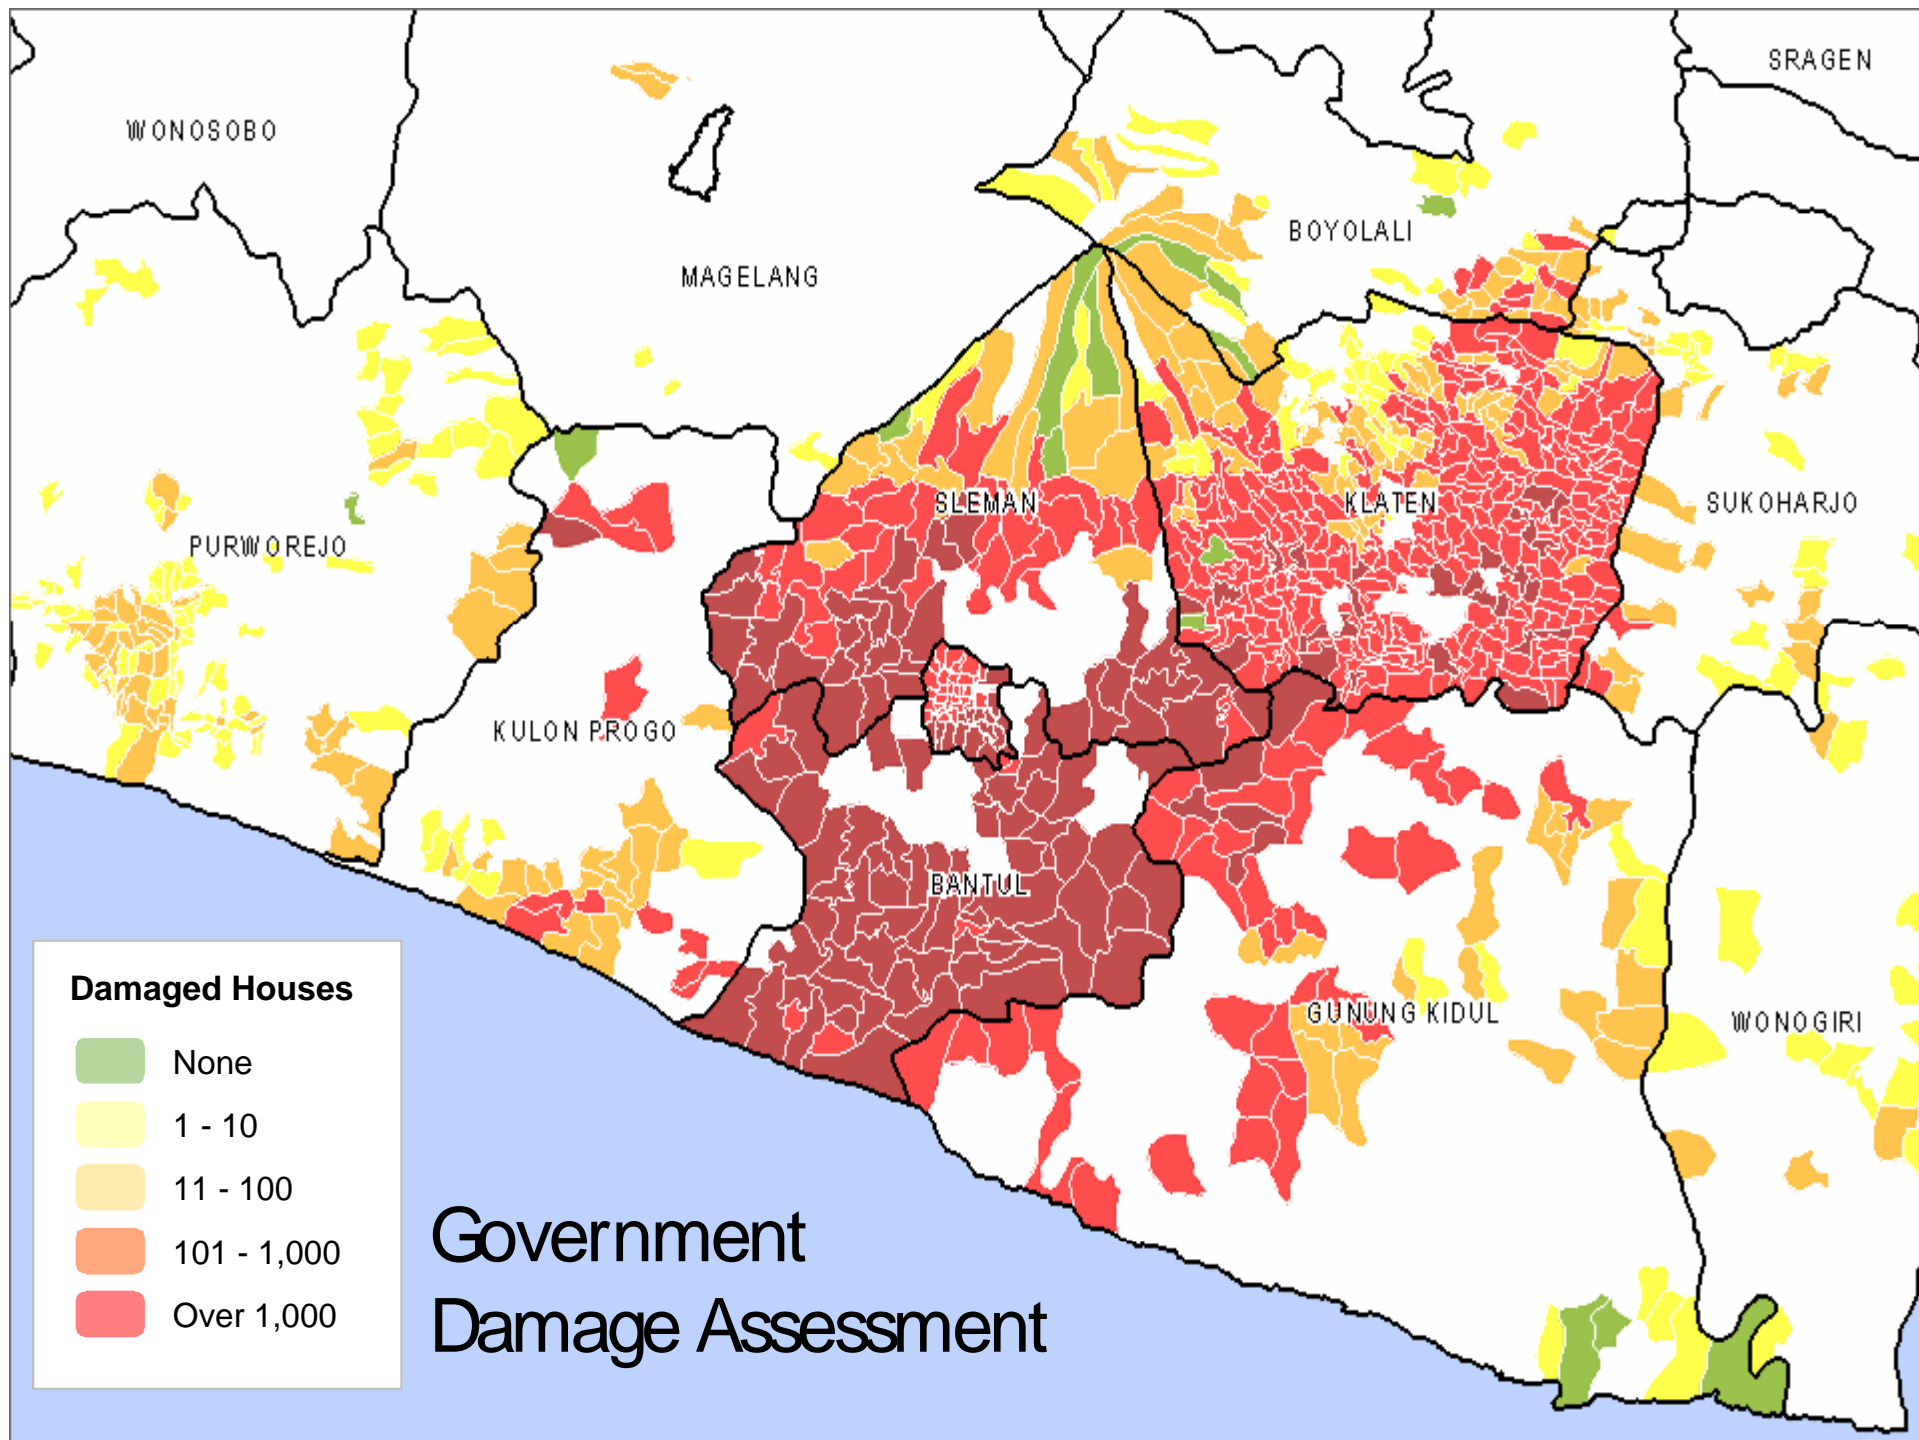 SRAGEN
WONOSOBO
BOYOLALI
MAGELANG
SLEMAN
KLATEN
SUKOHARJO
PURWOREJO
KULON PROGO
BANTUL
GUNUNG KIDUL
WONOGIRI
Damaged Houses
None
1 - 10
11 - 100
101 - 1,000
Over 1,000
Government
Damage Assessment